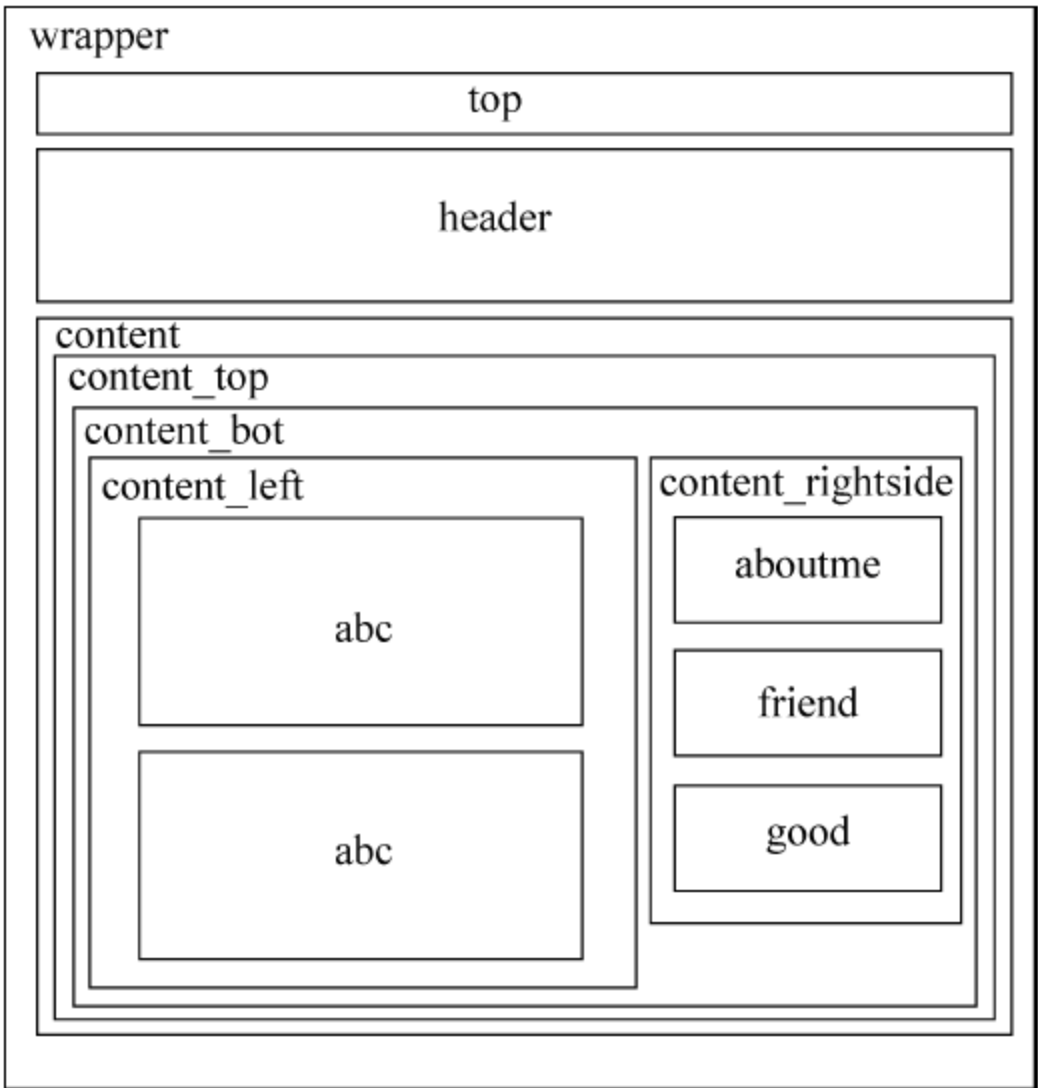 wrapper
top
header
content
content_top
content_bot
content_left
abc
abc
content_rightside
aboutme
friend
good